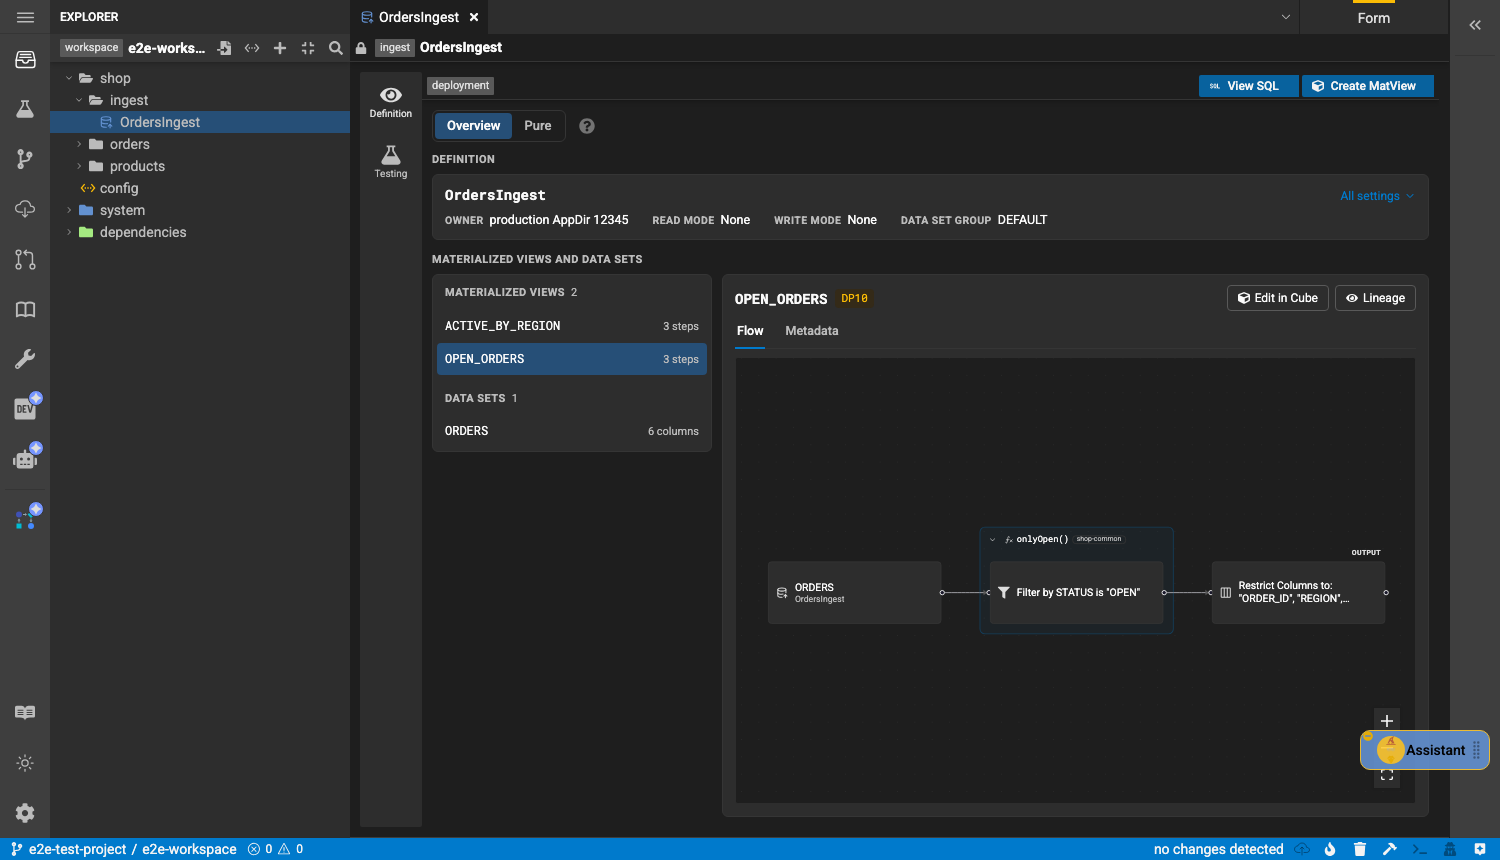 EXPLORER
OrdersIngest
Form
workspace e2e-works...
ingest OrdersIngest
shop
ingest
OrdersIngest
orders
products
config
system
dependencies
DEV
Definition
Testing
deployment
SQL View SQL
Create MatView
Overview Pure
DEFINITION
OrdersIngest
All settings
OWNER production AppDir 12345 READ MODE None WRITE MODE None DATA SET GROUP DEFAULT
MATERIALIZED VIEWS AND DATA SETS
MATERIALIZED VIEWS 2
ACTIVE_BY_REGION 3 steps
OPEN_ORDERS 3 steps
DATA SETS 1
ORDERS 6 columns
OPEN_ORDERS DP10
Edit in Cube
Lineage
Flow Metadata
ORDERS
OrdersIngest
fx onlyOpen() shop-common
Filter by STATUS is "OPEN"
OUTPUT
Restrict Columns to:
"ORDER_ID", "REGION",...
Assistant
e2e-test-project / e2e-workspace 0 0
no changes detected